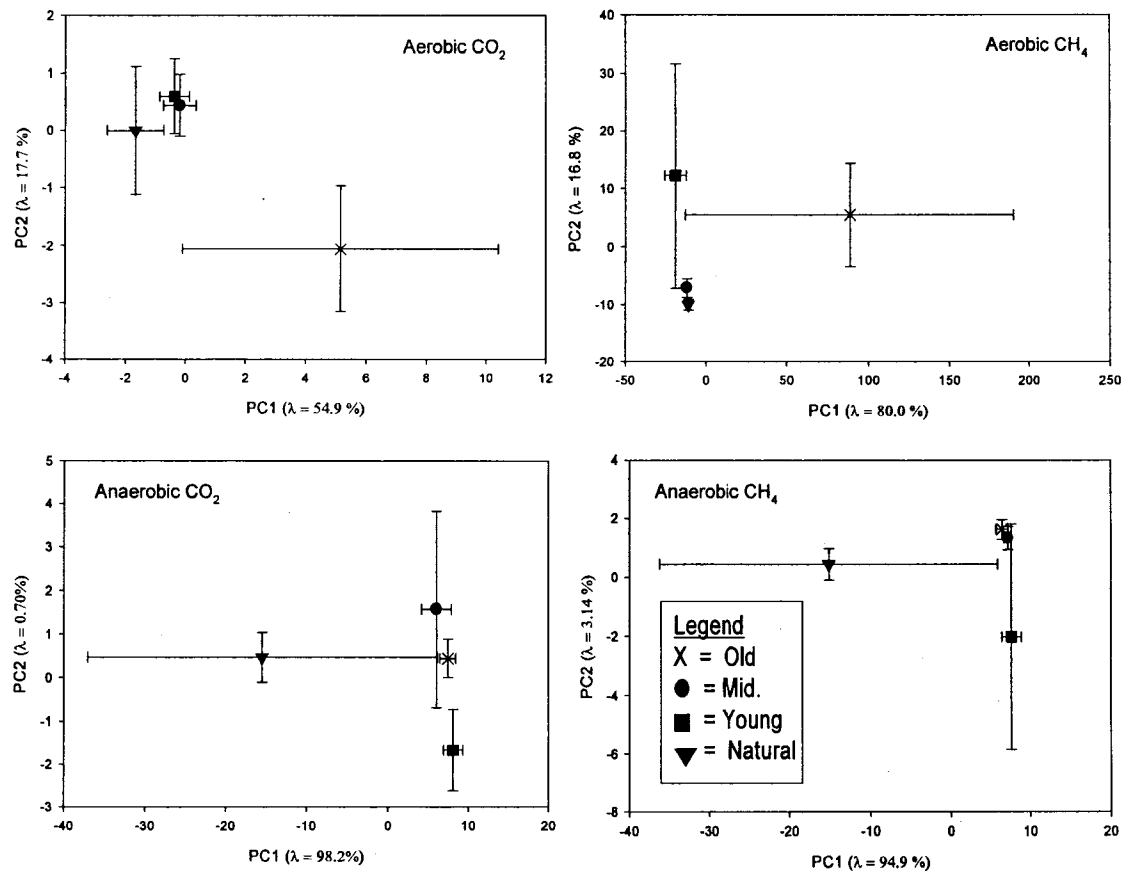 Aerobic CO2
2
1
0
-1
-2
-3
-4
PC2 (λ = 17.7 %)
-4 -2 0 2 4 6 8 10 12
PC1 (λ = 54.9 %)
Aerobic CH4
40
30
20
10
0
-10
-20
PC2 (λ = 16.8 %)
-50 0 50 100 150 200 250
PC1 (λ = 80.0 %)
Anaerobic CO2
5
4
3
2
1
0
-1
-2
-3
PC2 (λ = 0.70%)
-40 -30 -20 -10 0 10 20
PC1 (λ = 98.2%)
Anaerobic CH4
4
2
0
-2
-4
-6
-8
PC2 (λ = 3.14 %)
Legend
X = Old
= Mid.
= Young
= Natural
-40 -30 -20 -10 0 10 20
PC1 (λ = 94.9 %)